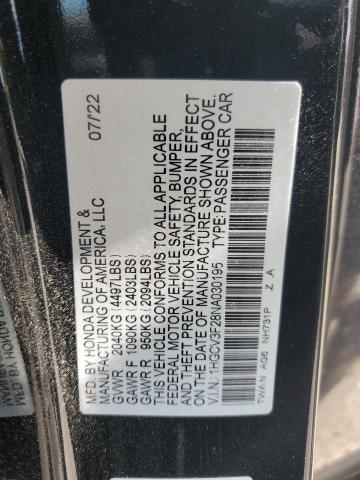 MFD. BY HONDA DEVELOPMENT & 07/'22
MANUFACTURING OF AMERICA, LLC
GVWR 2040KG (4497LBS)
GAWR F 1090KG (2403LBS)
GAWR R 950KG (2094LBS)
THIS VEHICLE CONFORMS TO ALL APPLICABLE
FEDERAL MOTOR VEHICLE SAFETY, BUMPER,
AND THEFT PREVENTION STANDARDS IN EFFECT
ON THE DATE OF MANUFACTURE SHOWN ABOVE.
V.I.N.: 1HGCV3F28NA030195 TYPE: PASSENGER CAR
TWAN AG6 NH731P Z A